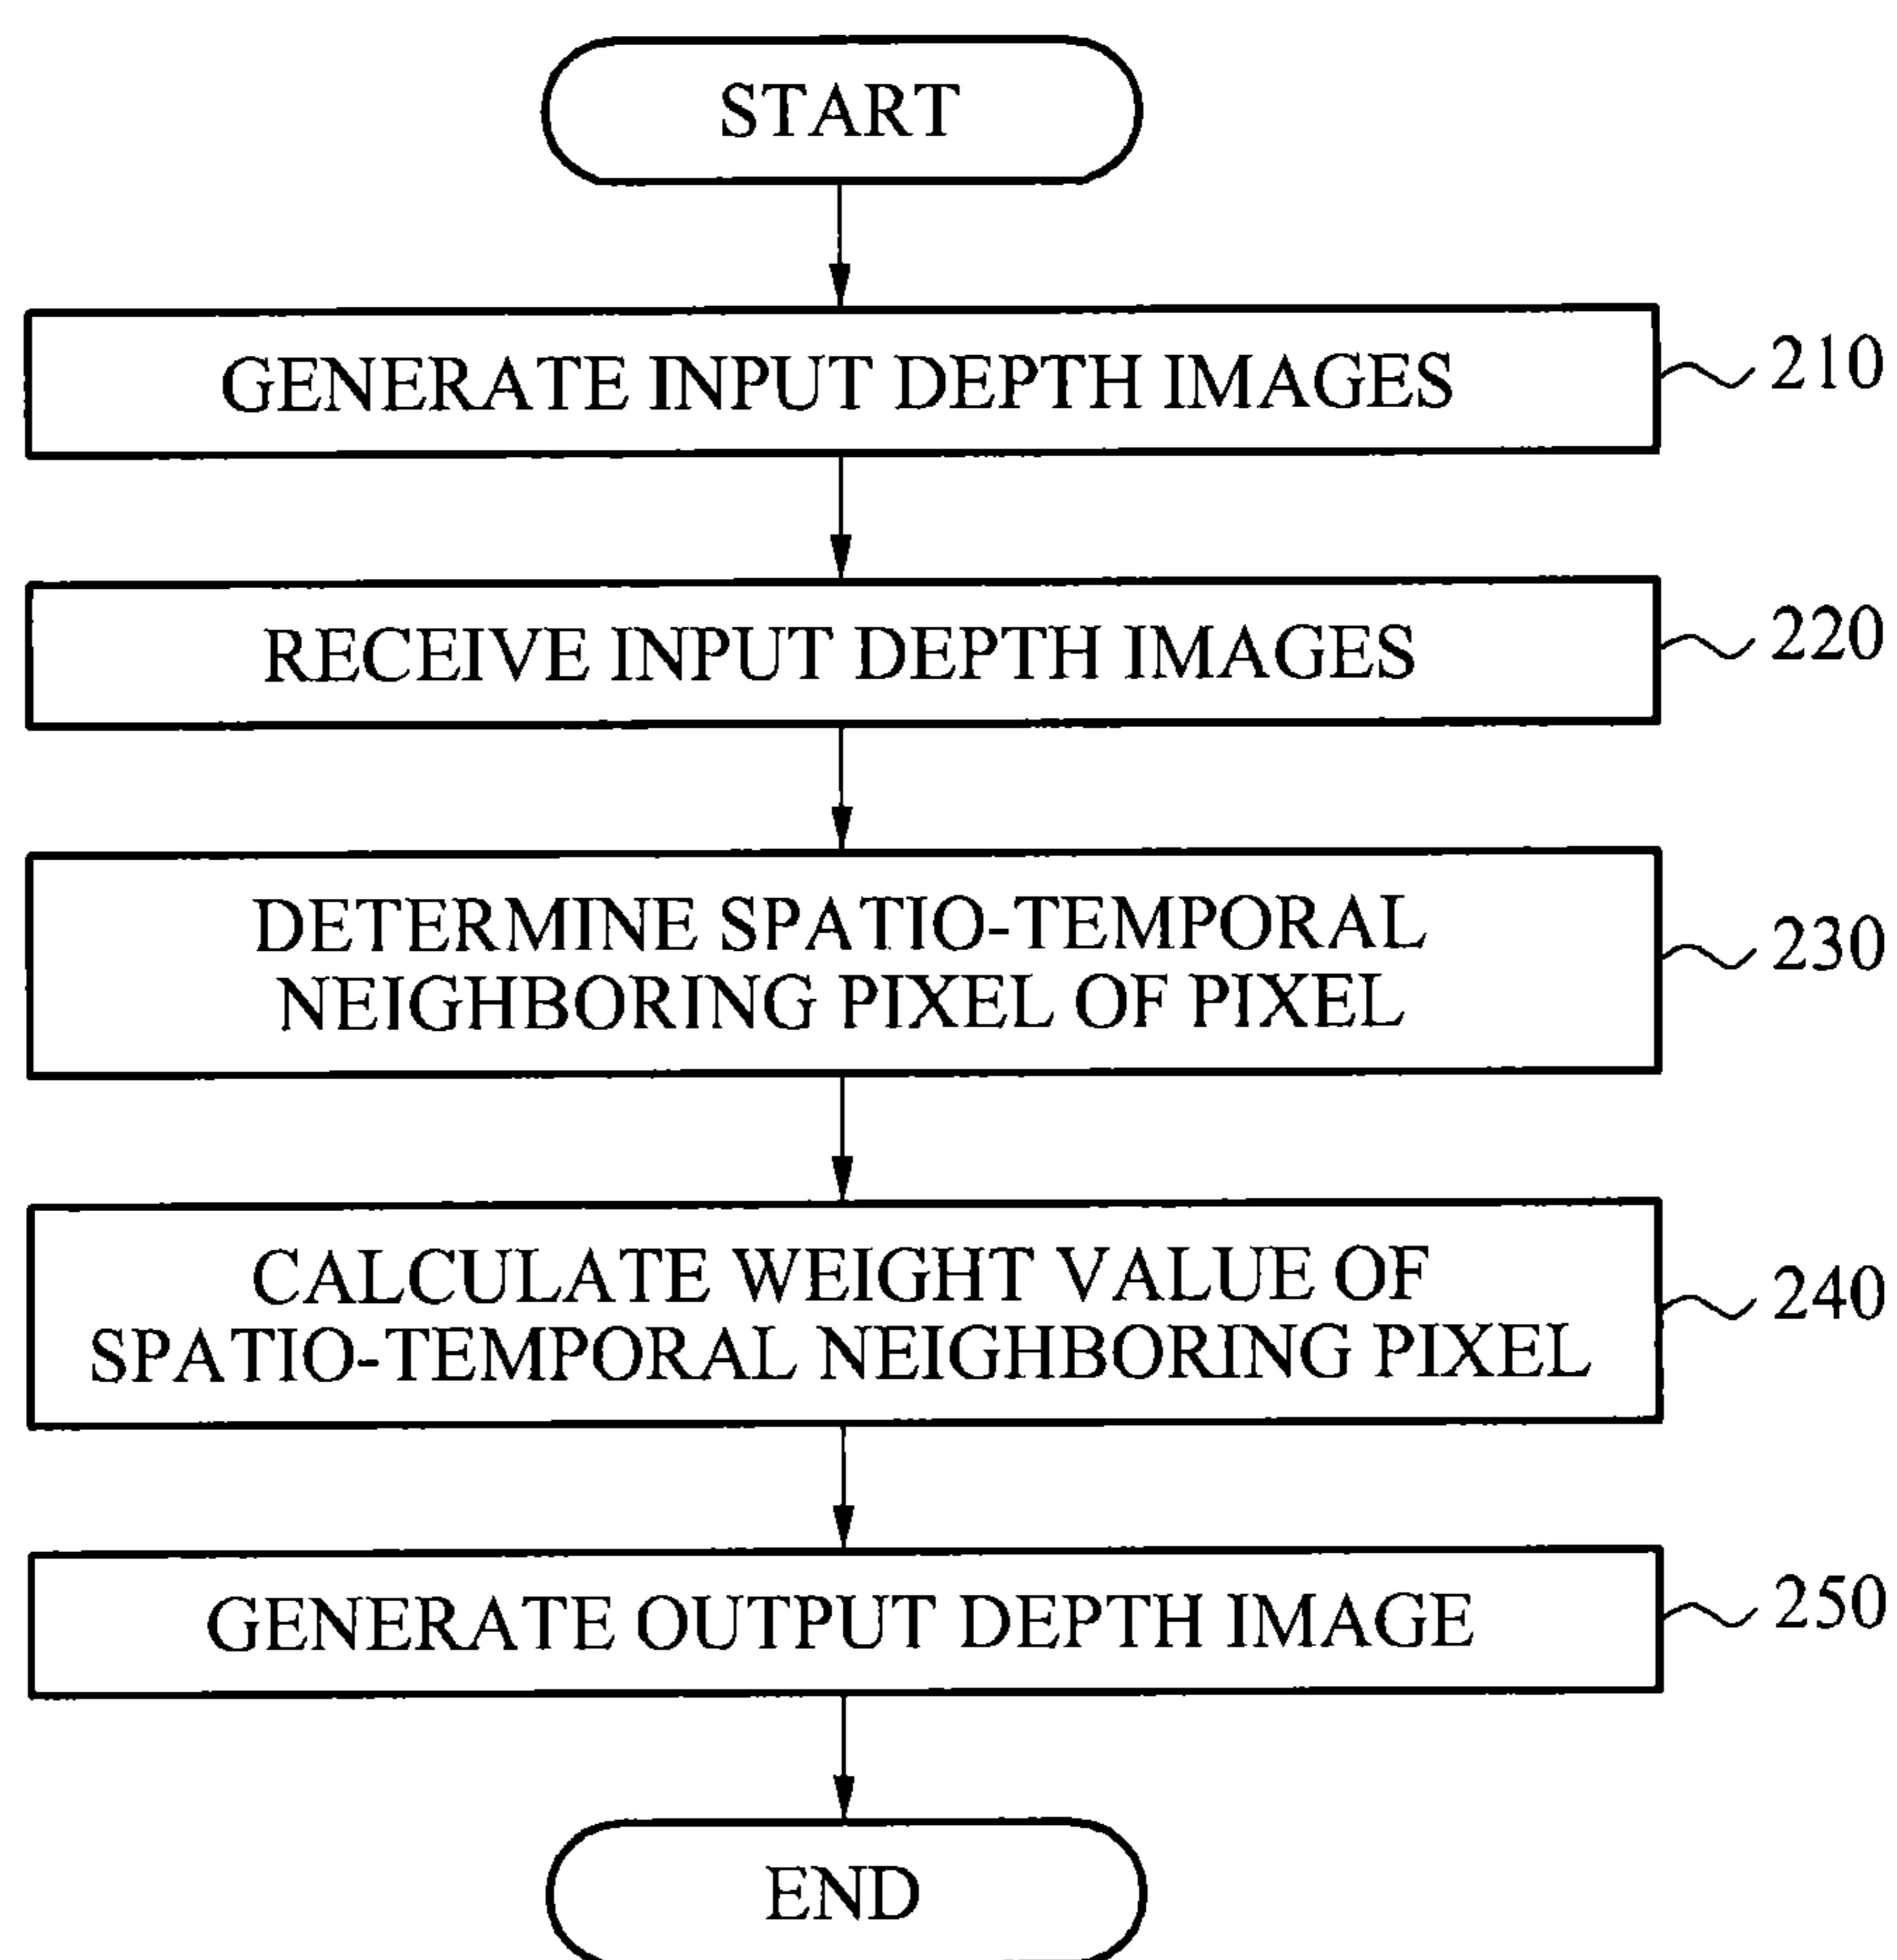 START
GENERATE INPUT DEPTH IMAGES
210
RECEIVE INPUT DEPTH IMAGES
220
DETERMINE SPATIO-TEMPORAL
NEIGHBORING PIXEL OF PIXEL
230
CALCULATE WEIGHT VALUE OF
SPATIO-TEMPORAL NEIGHBORING PIXEL
240
GENERATE OUTPUT DEPTH IMAGE
250
END